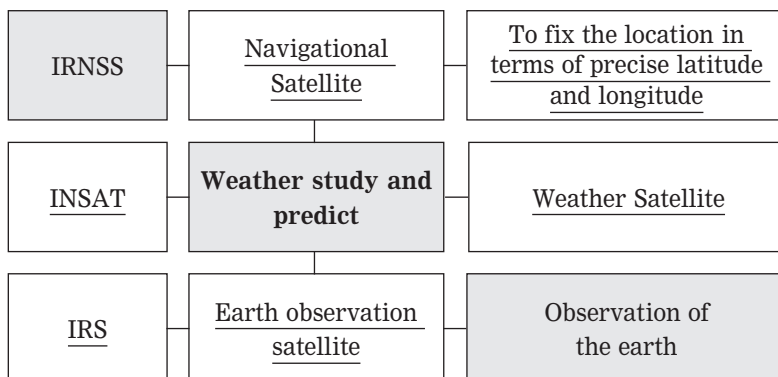 IRNSS
Navigational
Satellite
To fix the location in
terms of precise latitude
and longitude
INSAT
Weather study and
predict
Weather Satellite
IRS
Earth observation
satellite
Observation of
the earth